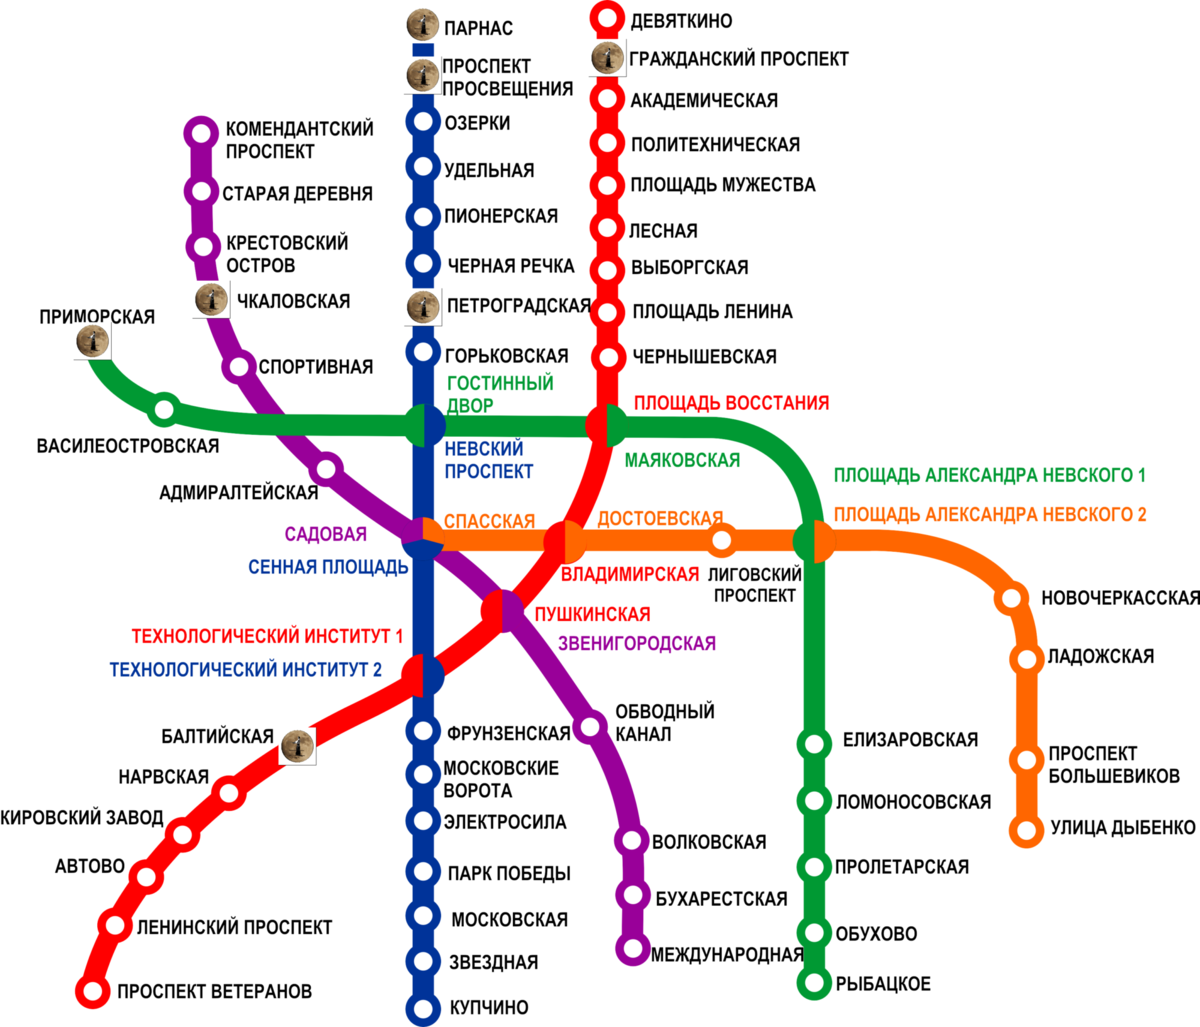 ПАРНАС
ПРОСПЕКТ
ПРОСВЕЩЕНИЯ
ОЗЕРКИ
УДЕЛЬНАЯ
ПИОНЕРСКАЯ
ЧЕРНАЯ РЕЧКА
ПЕТРОГРАДСКАЯ
ГОРЬКОВСКАЯ
ГОСТИННЫЙ
ДВОР
НЕВСКИЙ
ПРОСПЕКТ
ДЕВЯТКИНО
ГРАЖДАНСКИЙ ПРОСПЕКТ
АКАДЕМИЧЕСКАЯ
ПОЛИТЕХНИЧЕСКАЯ
ПЛОЩАДЬ МУЖЕСТВА
ЛЕСНАЯ
ВЫБОРГСКАЯ
ПЛОЩАДЬ ЛЕНИНА
ЧЕРНЫШЕВСКАЯ
ПЛОЩАДЬ ВОССТАНИЯ
МАЯКОВСКАЯ
КОМЕНДАНТСКИЙ
ПРОСПЕКТ
СТАРАЯ ДЕРЕВНЯ
КРЕСТОВСКИЙ
ОСТРОВ
ЧКАЛОВСКАЯ
СПОРТИВНАЯ
ПРИМОРСКАЯ
ВАСИЛЕОСТРОВСКАЯ
АДМИРАЛТЕЙСКАЯ
САДОВАЯ
СЕННАЯ ПЛОЩАДЬ
СПАССКАЯ
ДОСТОЕВСКАЯ
ВЛАДИМИРСКАЯ
ЛИГОВСКИЙ
ПРОСПЕКТ
ПЛОЩАДЬ АЛЕКСАНДРА НЕВСКОГО 1
ПЛОЩАДЬ АЛЕКСАНДРА НЕВСКОГО 2
ПУШКИНСКАЯ
ЗВЕНИГОРОДСКАЯ
НОВОЧЕРКАССКАЯ
ЛАДОЖСКАЯ
ПРОСПЕКТ
БОЛЬШЕВИКОВ
УЛИЦА ДЫБЕНКО
ТЕХНОЛОГИЧЕСКИЙ ИНСТИТУТ 1
ТЕХНОЛОГИЧЕСКИЙ ИНСТИТУТ 2
БАЛТИЙСКАЯ
НАРВСКАЯ
КИРОВСКИЙ ЗАВОД
АВТОВО
ЛЕНИНСКИЙ ПРОСПЕКТ
ПРОСПЕКТ ВЕТЕРАНОВ
ФРУНЗЕНСКАЯ
МОСКОВСКИЕ
ВОРОТА
ЭЛЕКТРОСИЛА
ПАРК ПОБЕДЫ
МОСКОВСКАЯ
ЗВЕЗДНАЯ
КУПЧИНО
ОБВОДНЫЙ
КАНАЛ
ВОЛКОВСКАЯ
БУХАРЕСТСКАЯ
МЕЖДУНАРОДНАЯ
ЕЛИЗАРОВСКАЯ
ЛОМОНОСОВСКАЯ
ПРОЛЕТАРСКАЯ
ОБУХОВО
РЫБАЦКОЕ